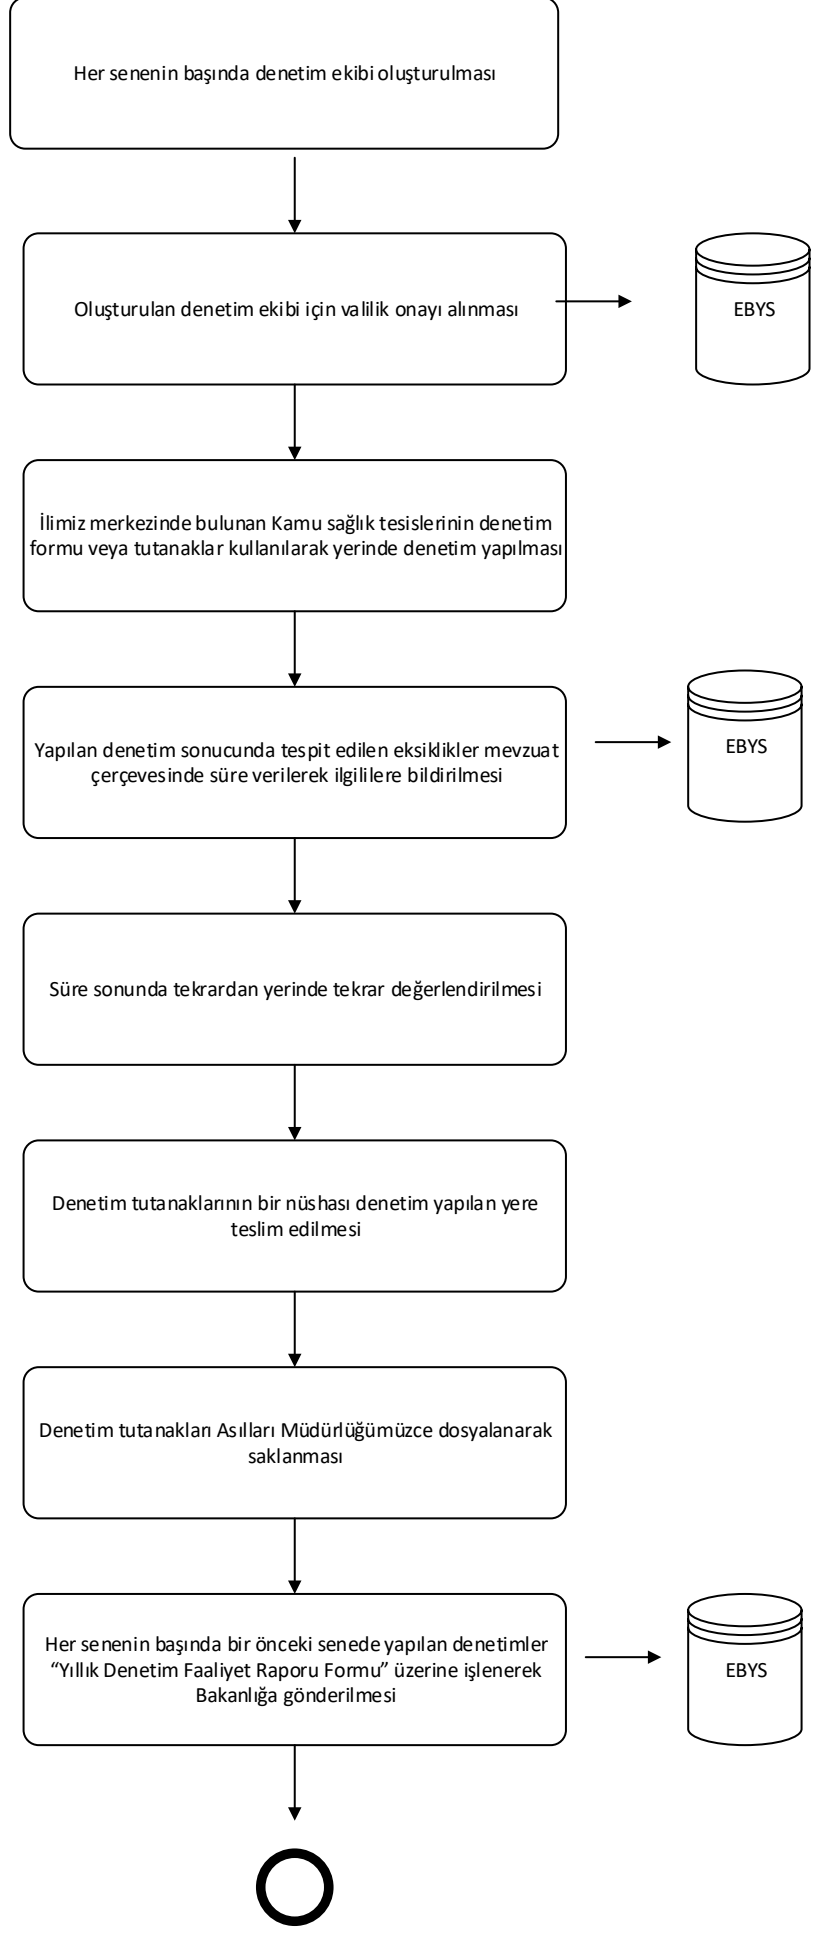 Her senenin başında denetim ekibi oluşturulması
Oluşturulan denetim ekibi için valilik onayı alınması
EBYS
İlimiz merkezinde bulunan Kamu sağlık tesislerinin denetim
formu veya tutanaklar kullanılarak yerinde denetim yapılması
Yapılan denetim sonucunda tespit edilen eksiklikler mevzuat
çerçevesinde süre verilerek ilgililere bildirilmesi
EBYS
Süre sonunda tekrardan yerinde tekrar değerlendirilmesi
Denetim tutanaklarının bir nüshası denetim yapılan yere
teslim edilmesi
Denetim tutanakları Asılları Müdürlüğümüzce dosyalanarak
saklanması
Her senenin başında bir önceki senede yapılan denetimler
“Yıllık Denetim Faaliyet Raporu Formu” üzerine işlenerek
Bakanlığa gönderilmesi
EBYS